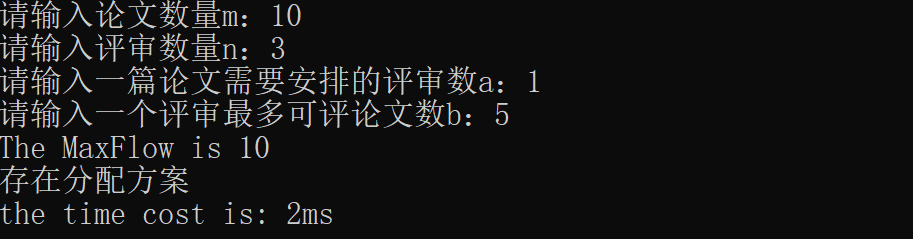 请输入论文数量m：10
请输入评审数量n：3
请输入一篇论文需要安排的评审数a：1
请输入一个评审最多可评论文数b：5
The MaxFlow is 10
存在分配方案
the time cost is: 2ms